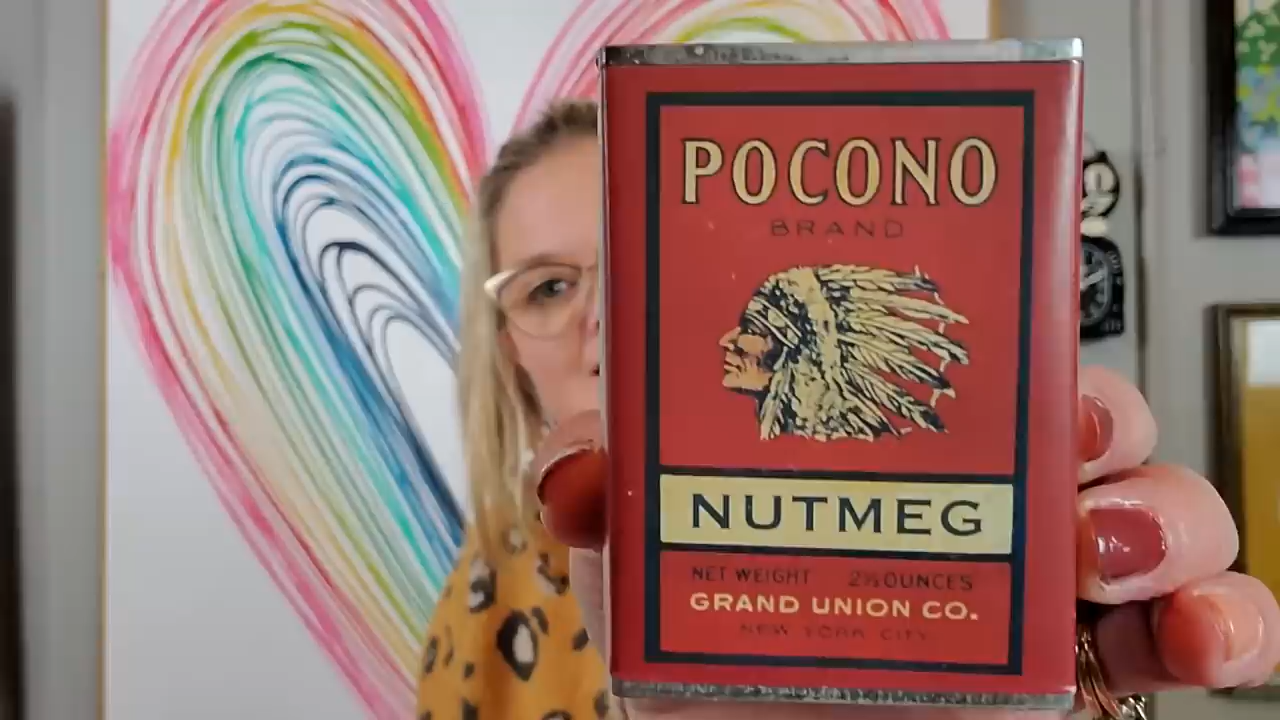 POCONO
BRAND
NUTMEG
NET WEIGHT 2½ OUNCES
GRAND UNION CO.
NEW YORK CITY